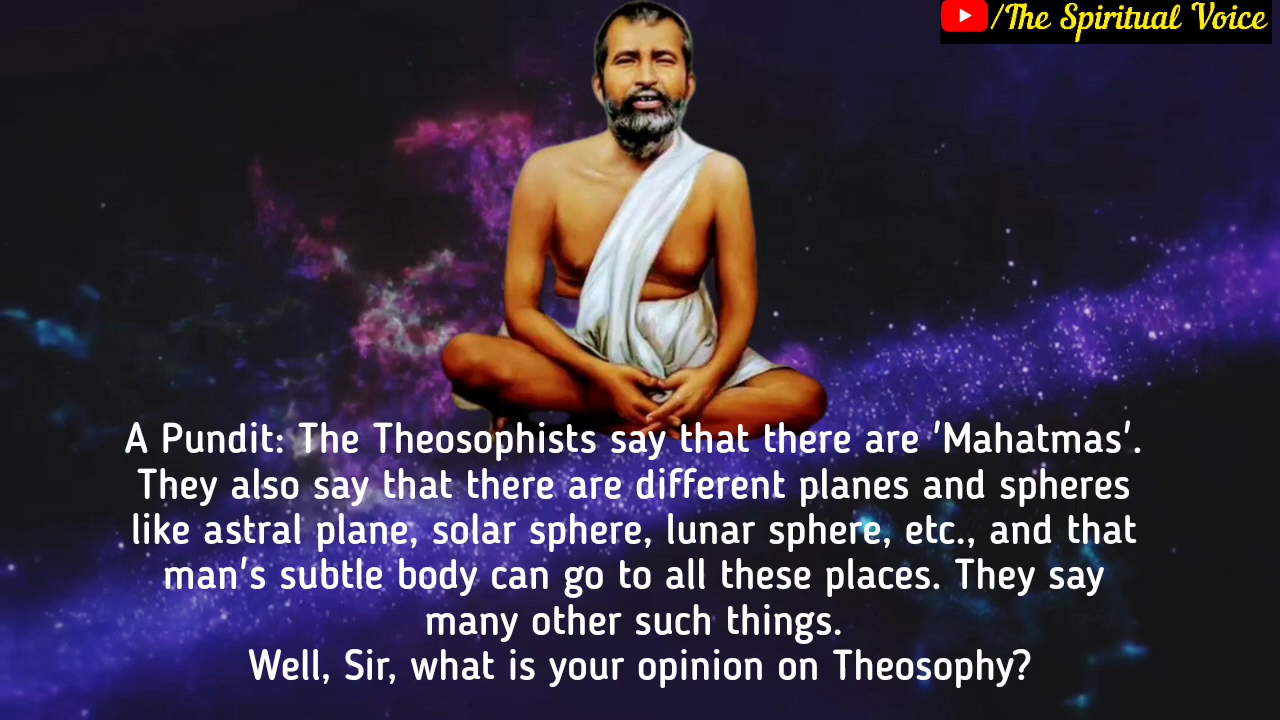 /The Spiritual Voice
A Pundit: The Theosophists say that there are 'Mahatmas'.
They also say that there are different planes and spheres
like astral plane, solar sphere, lunar sphere, etc., and that
man's subtle body can go to all these places. They say
many other such things.
Well, Sir, what is your opinion on Theosophy?